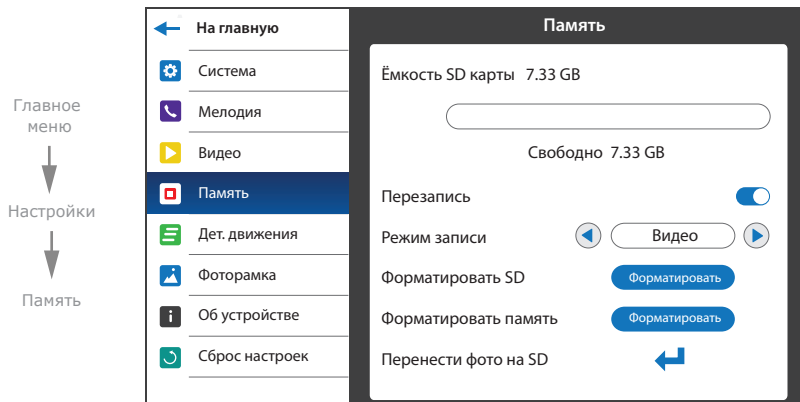 Главное
меню
Настройки
Память
На главную
Система
Мелодия
Видео
Память
Дет. движения
Фоторамка
Об устройстве
Сброс настроек
Память
Ёмкость SD карты 7.33 GB
Свободно 7.33 GB
Перезапись
Режим записи Видео
Форматировать SD Форматировать
Форматировать память Форматировать
Перенести фото на SD